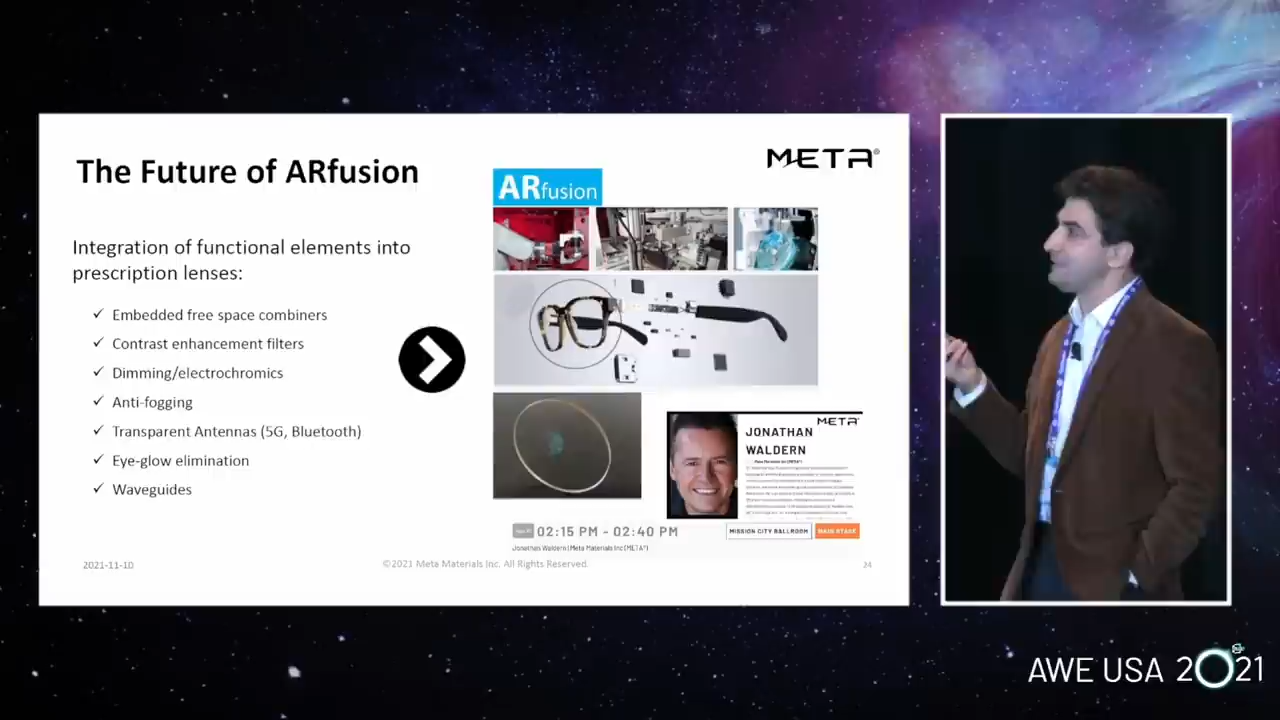 The Future of ARfusion
META®
ARfusion
Integration of functional elements into
prescription lenses:
✓ Embedded free space combiners
✓ Contrast enhancement filters
✓ Dimming/electrochromics
✓ Anti-fogging
✓ Transparent Antennas (5G, Bluetooth)
✓ Eye-glow elimination
✓ Waveguides
META®
JONATHAN
WALDERN
02:15 PM - 02:40 PM
MISSION CITY BALLROOM
MAIN STAGE
Jonathan Waldern | Meta Materials Inc (META®)
2021-11-10
©2021 Meta Materials Inc. All Rights Reserved.
24
AWE USA 2021